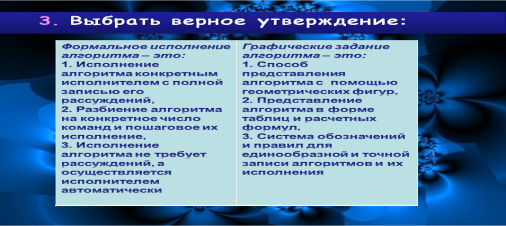 3. Выбрать верное утверждение:
Формальное исполнение
алгоритма – это:
1. Исполнение
алгоритма конкретным
исполнителем с полной
записью его
рассуждений,
2. Разбиение алгоритма
на конкретное число
команд и пошаговое их
исполнение,
3. Исполнение
алгоритма не требует
рассуждений, а
осуществляется
исполнителем
автоматически
Графические задание
алгоритма – это:
1. Способ
представления
алгоритма с помощью
геометрических фигур,
2. Представление
алгоритма в форме
таблиц и расчетных
формул,
3. Система обозначений
и правил для
единообразной и точной
записи алгоритмов и их
исполнения